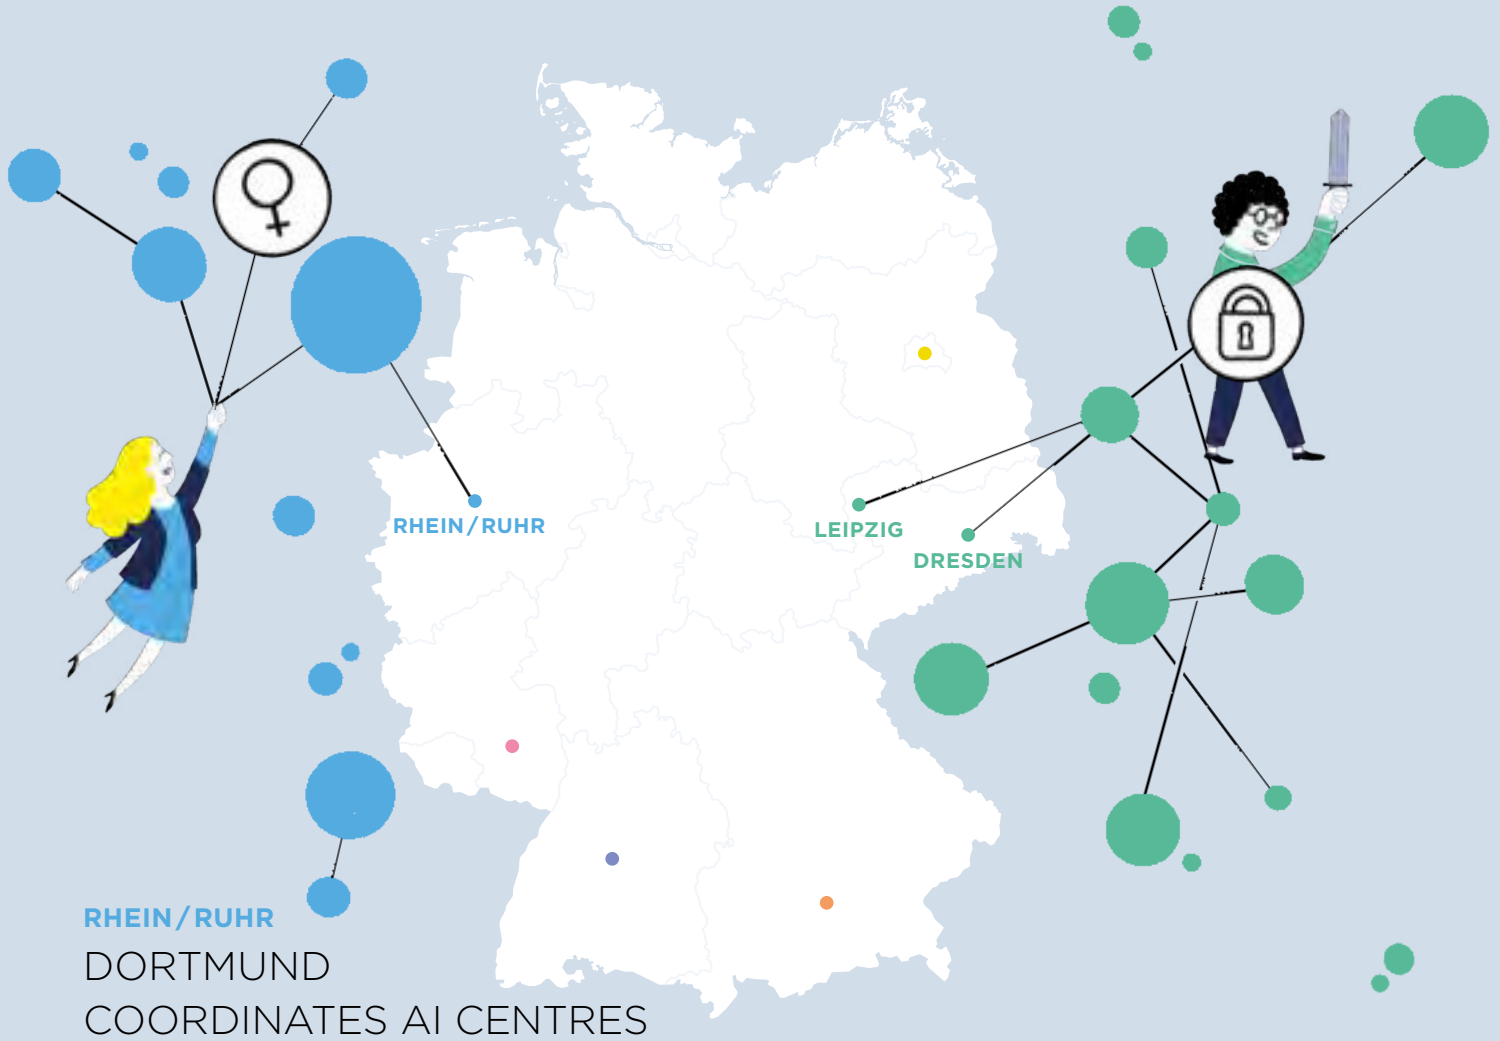 RHEIN/RUHR
LEIPZIG
DRESDEN
RHEIN/RUHR
DORTMUND
COORDINATES AI CENTRES